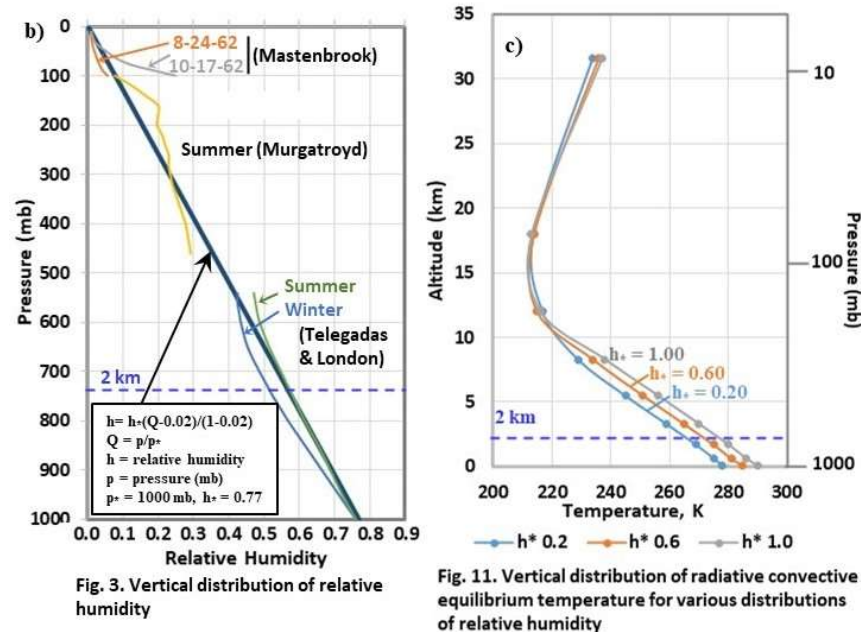 b)
0
100
200
300
400
500
600
700
800
900
1000
Pressure (mb)
8-24-62
10-17-62
(Mastenbrook)
Summer (Murgatroyd)
Summer
Winter
(Telegadas
& London)
2 km
h= h*(Q-0.02)/(1-0.02)
Q = p/p*
h = relative humidity
p = pressure (mb)
p* = 1000 mb, h* = 0.77
0.0 0.1 0.2 0.3 0.4 0.5 0.6 0.7 0.8 0.9
Relative Humidity
Fig. 3. Vertical distribution of relative
humidity
c)
35
30
25
20
15
10
5
0
Altitude (km)
10
100
1000
Pressure (mb)
h* = 1.00
h* = 0.60
h* = 0.20
2 km
200 220 240 260 280 300
Temperature, K
h* 0.2 h* 0.6 h* 1.0
Fig. 11. Vertical distribution of radiative convective
equilibrium temperature for various distributions
of relative humidity